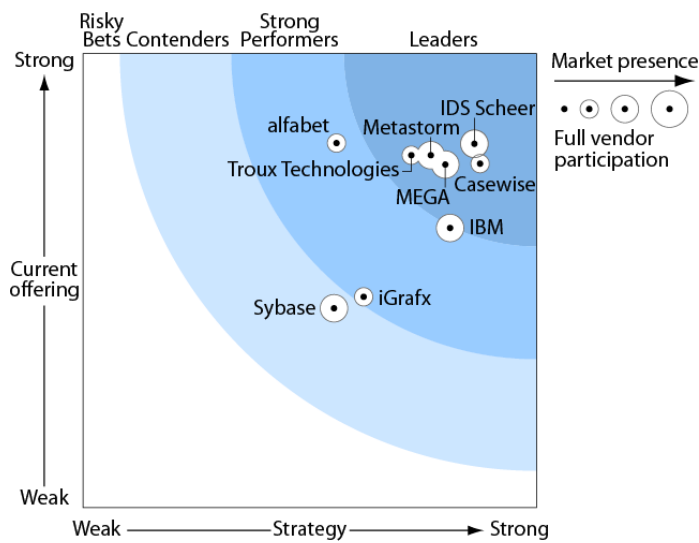 Risky
Bets
Contenders
Strong
Performers
Leaders
Strong
Market presence
Full vendor
participation
IDS Scheer
alfabet
Metastorm
Troux Technologies
Casewise
MEGA
IBM
Current
offering
iGrafx
Sybase
Weak
Weak
Strategy
Strong